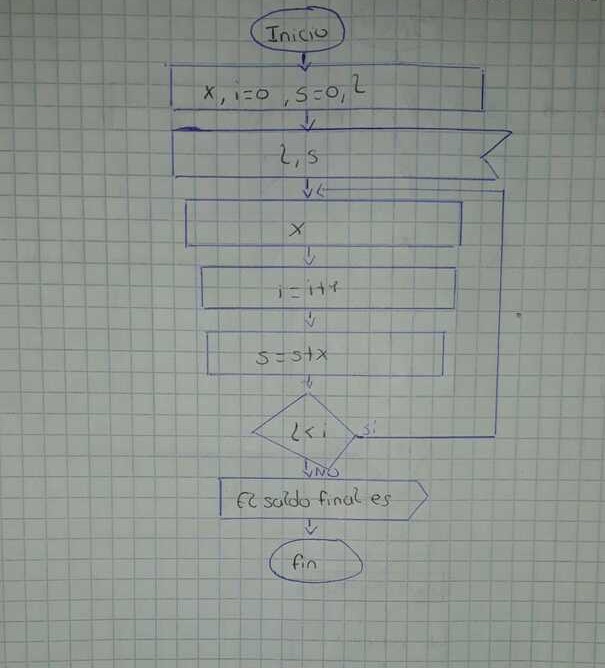 Inicio
x, i=0, s=0, l
l, s
x
i=i+1
s=s+x
l<i
si
NO
El saldo final es
fin